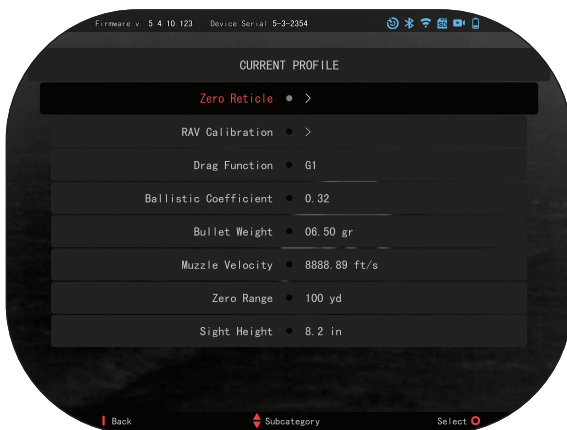 Firmware v. 5.4.10.123 Device Serial 5-3-2354
CURRENT PROFILE
Zero Reticle >
RAV Calibration >
Drag Function G1
Ballistic Coefficient 0.32
Bullet Weight 06.50 gr
Muzzle Velocity 8888.89 ft/s
Zero Range 100 yd
Sight Height 8.2 in
Back Subcategory Select